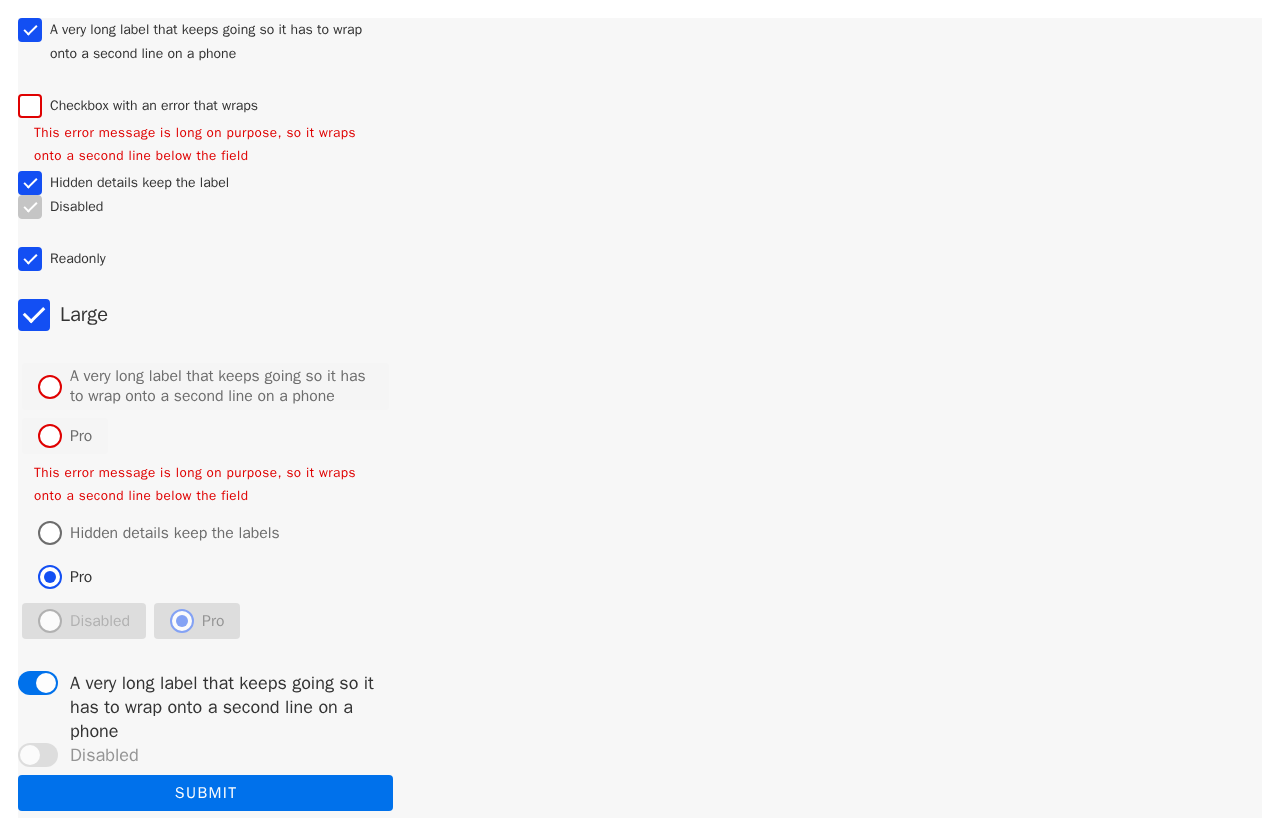 A very long label that keeps going so it has to wrap
onto a second line on a phone
Checkbox with an error that wraps
This error message is long on purpose, so it wraps
onto a second line below the field
Hidden details keep the label
Disabled
Readonly
Large
A very long label that keeps going so it has
to wrap onto a second line on a phone
Pro
This error message is long on purpose, so it wraps
onto a second line below the field
Hidden details keep the labels
Pro
Disabled Pro
A very long label that keeps going so it
has to wrap onto a second line on a
phone
Disabled
SUBMIT